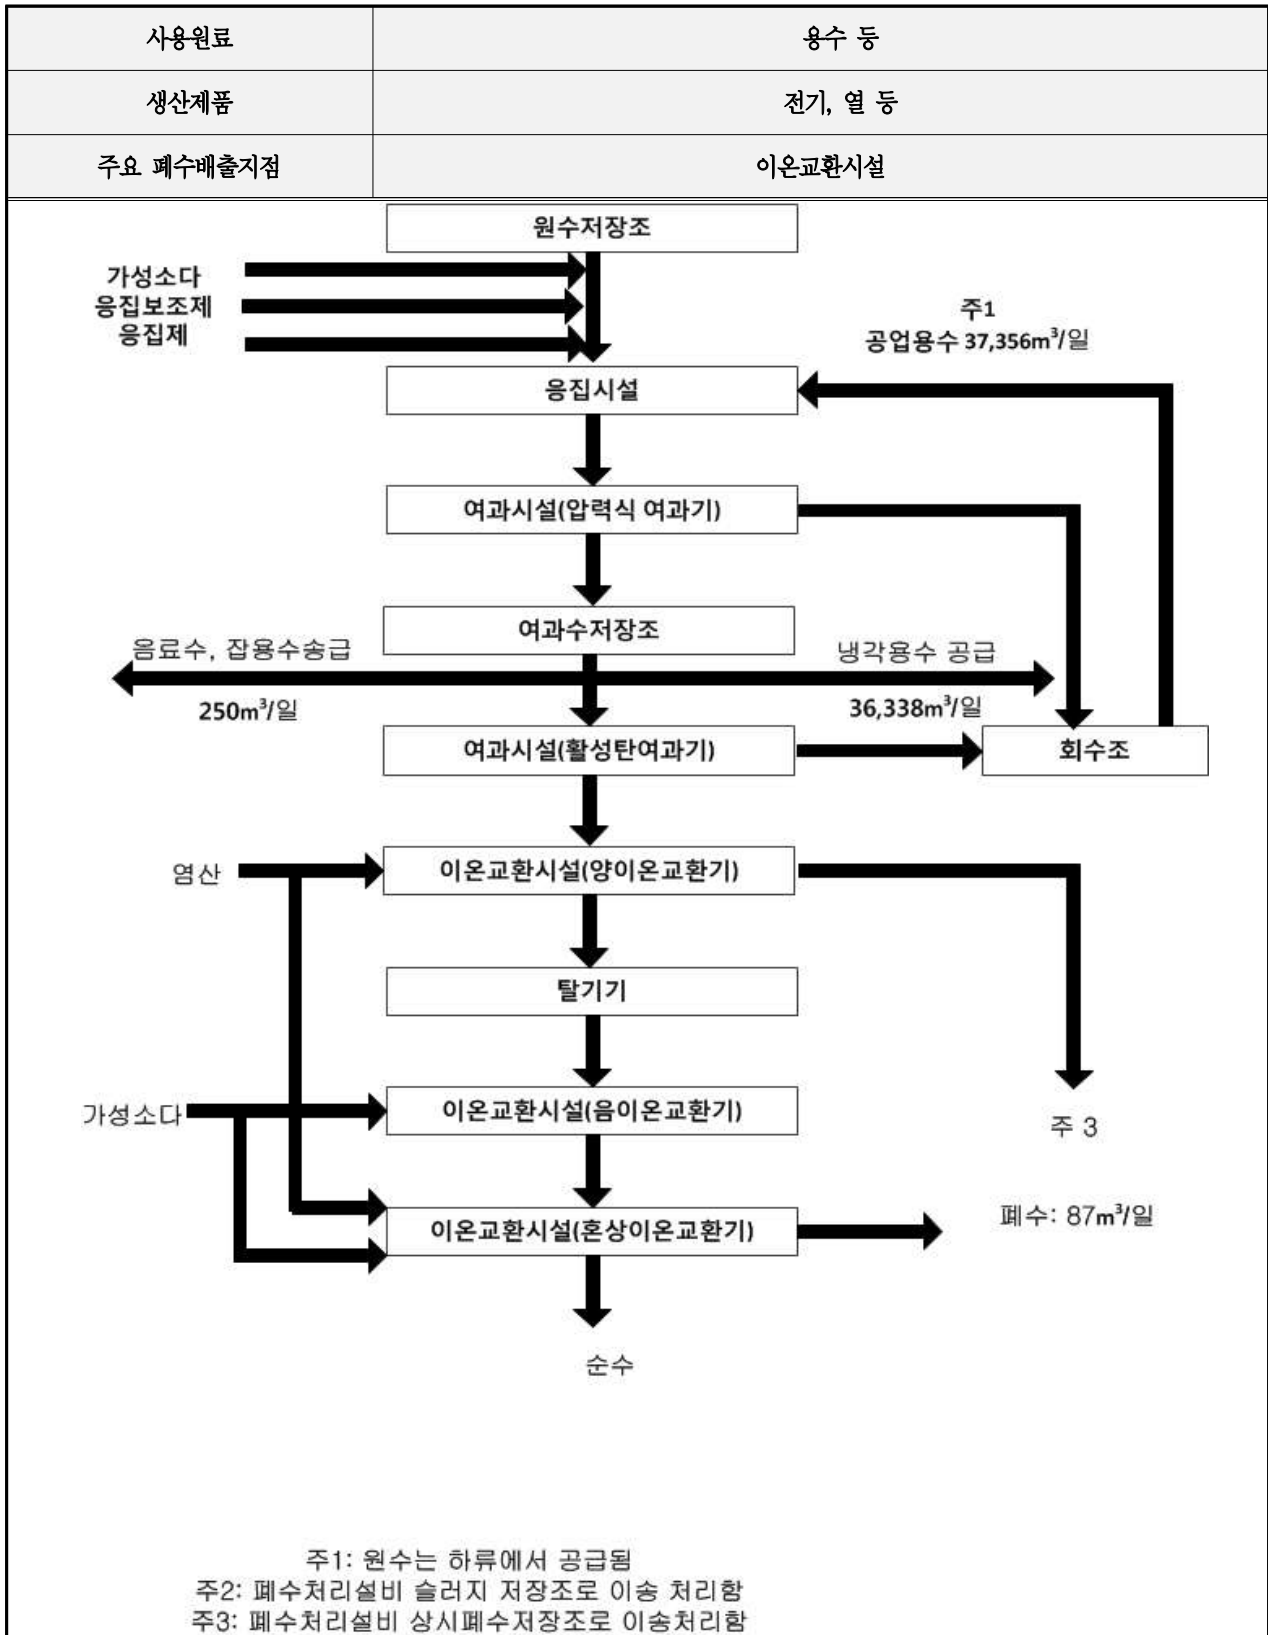 사용원료 용수 등
생산제품 전기, 열 등
주요 폐수배출지점 이온교환시설
원수저장조
가성소다
응집보조제
응집제
주1
공업용수 37,356m³/일
응집시설
여과시설(압력식 여과기)
여과수저장조
음료수, 잡용수송급
냉각용수 공급
250m³/일
36,338m³/일
여과시설(활성탄여과기)
회수조
염산
이온교환시설(양이온교환기)
탈기기
가성소다
이온교환시설(음이온교환기)
주 3
이온교환시설(혼상이온교환기)
폐수: 87m³/일
순수
주1: 원수는 하류에서 공급됨
주2: 폐수처리설비 슬러지 저장조로 이송 처리함
주3: 폐수처리설비 상시폐수저장조로 이송처리함